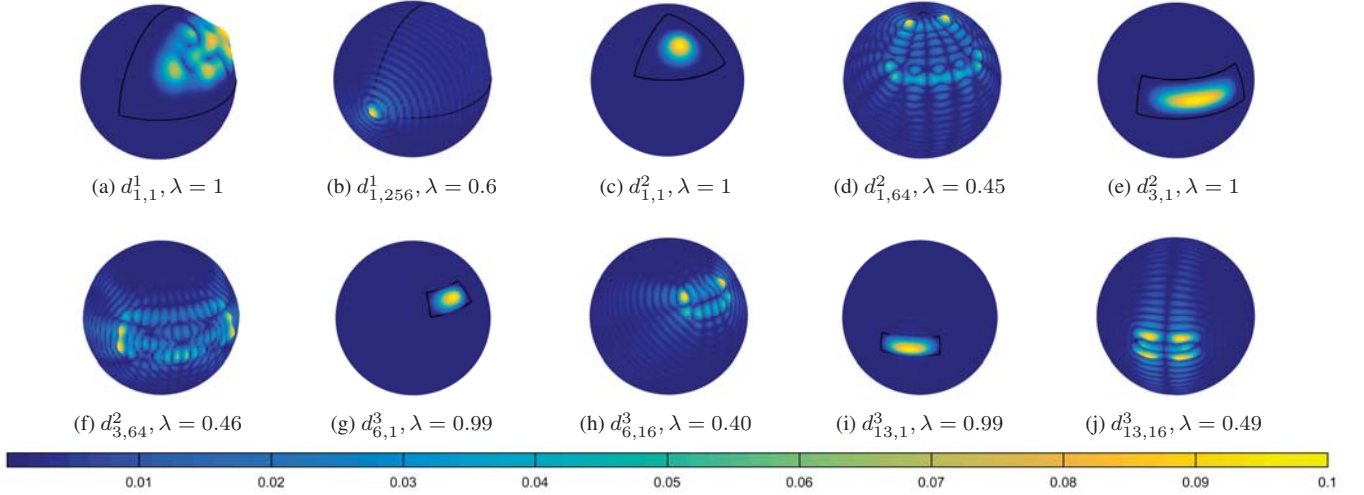 (a) $d^1_{1,1}, \lambda = 1$
(b) $d^1_{1,256}, \lambda = 0.6$
(c) $d^2_{1,1}, \lambda = 1$
(d) $d^2_{1,64}, \lambda = 0.45$
(e) $d^2_{3,1}, \lambda = 1$
(f) $d^2_{3,64}, \lambda = 0.46$
(g) $d^3_{6,1}, \lambda = 0.99$
(h) $d^3_{6,16}, \lambda = 0.40$
(i) $d^3_{13,1}, \lambda = 0.99$
(j) $d^3_{13,16}, \lambda = 0.49$
0.01 0.02 0.03 0.04 0.05 0.06 0.07 0.08 0.09 0.1